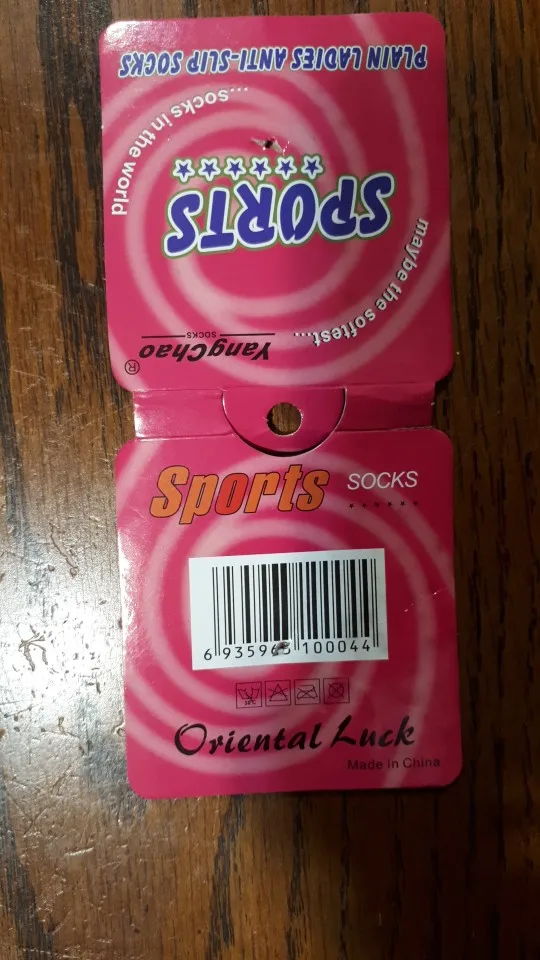 YangChao®
SOCKS
maybe the softest...
SPORTS
...socks in the world
PLAIN LADIES ANTI-SLIP SOCKS
Sports SOCKS
6 935963 100044
Oriental Luck
Made in China